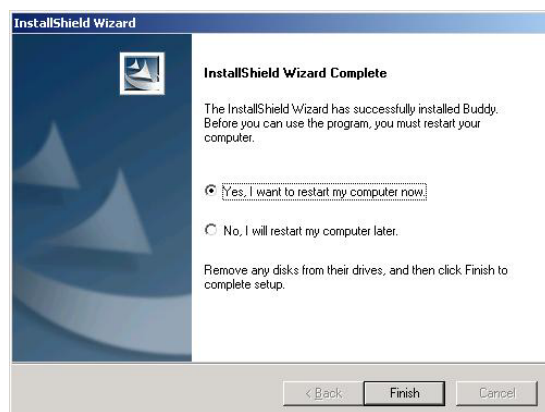 InstallShield Wizard
InstallShield Wizard Complete
The InstallShield Wizard has successfully installed Buddy.
Before you can use the program, you must restart your
computer.
Yes, I want to restart my computer now.
No, I will restart my computer later.
Remove any disks from their drives, and then click Finish to
complete setup.
< Back Finish Cancel